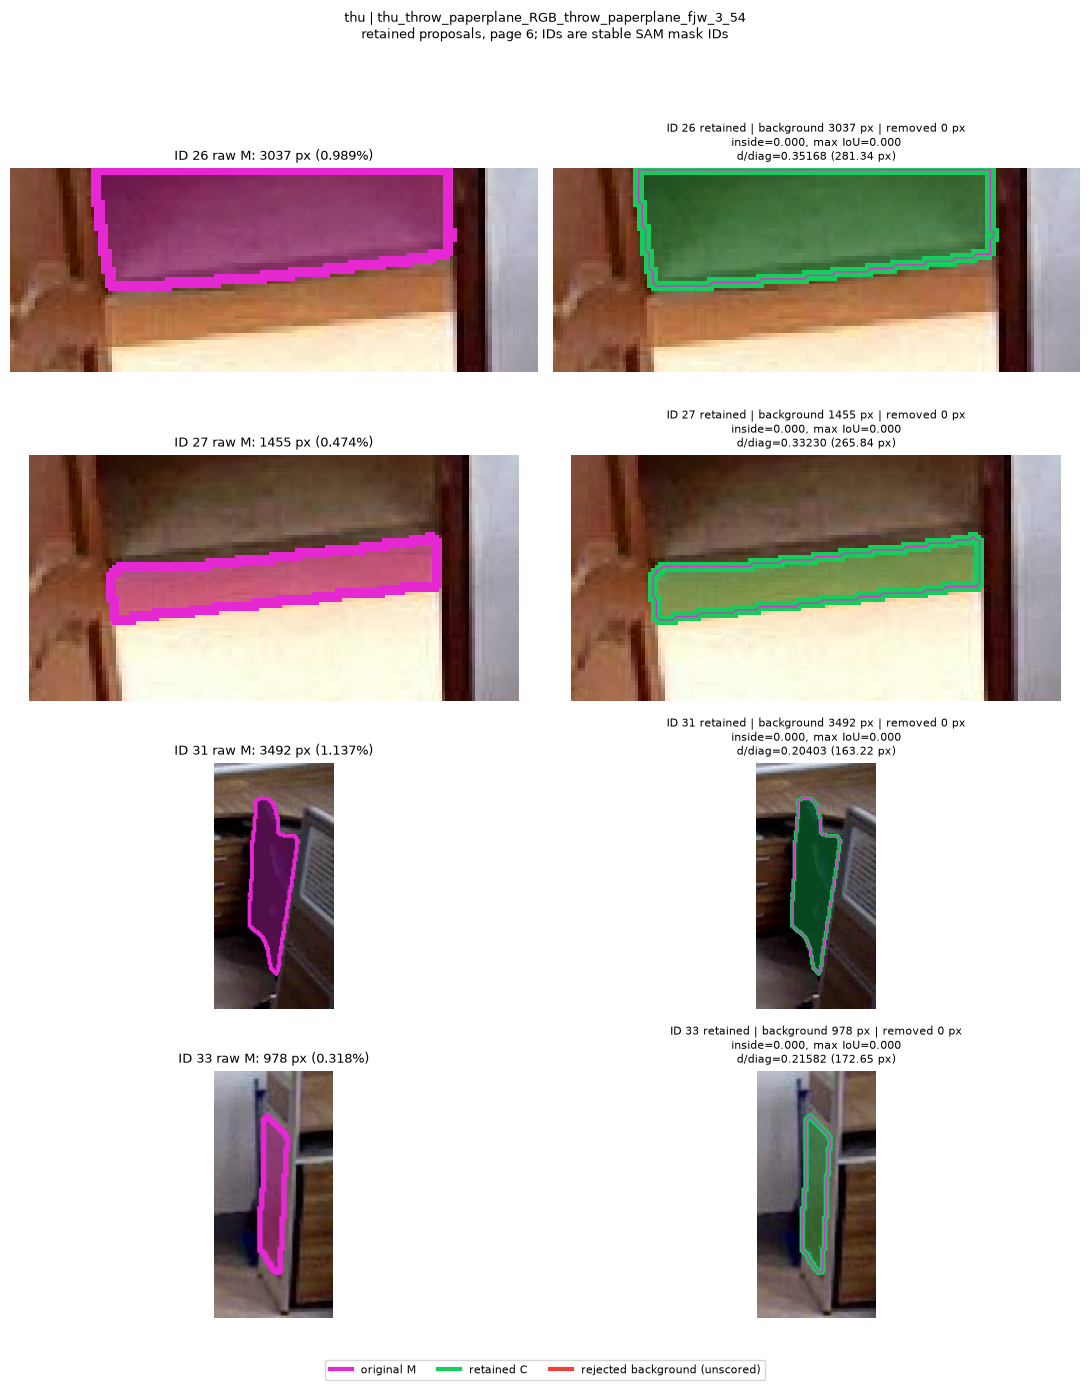 thu | thu_throw_paperplane_RGB_throw_paperplane_fjw_3_54
retained proposals, page 6; IDs are stable SAM mask IDs
ID 26 raw M: 3037 px (0.989%)
ID 26 retained | background 3037 px | removed 0 px
inside=0.000, max IoU=0.000
d/diag=0.35168 (281.34 px)
ID 27 raw M: 1455 px (0.474%)
ID 27 retained | background 1455 px | removed 0 px
inside=0.000, max IoU=0.000
d/diag=0.33230 (265.84 px)
ID 31 raw M: 3492 px (1.137%)
ID 31 retained | background 3492 px | removed 0 px
inside=0.000, max IoU=0.000
d/diag=0.20403 (163.22 px)
ID 33 raw M: 978 px (0.318%)
ID 33 retained | background 978 px | removed 0 px
inside=0.000, max IoU=0.000
d/diag=0.21582 (172.65 px)
original M
retained C
rejected background (unscored)